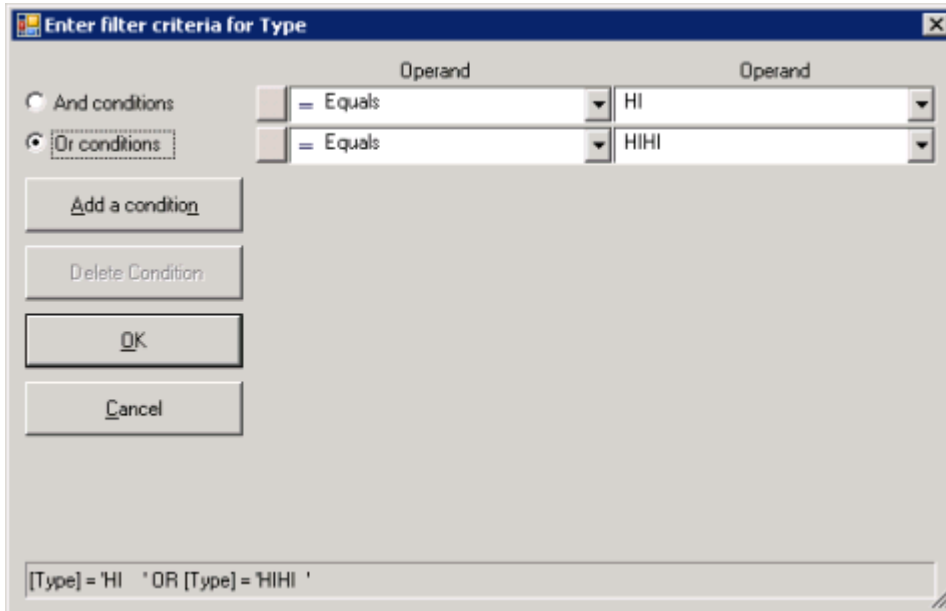 Enter filter criteria for Type
Operand Operand
And conditions = Equals HI
Or conditions = Equals HIHI
Add a condition
Delete Condition
OK
Cancel
[Type] = 'HI    ' OR [Type] = 'HIHI  '